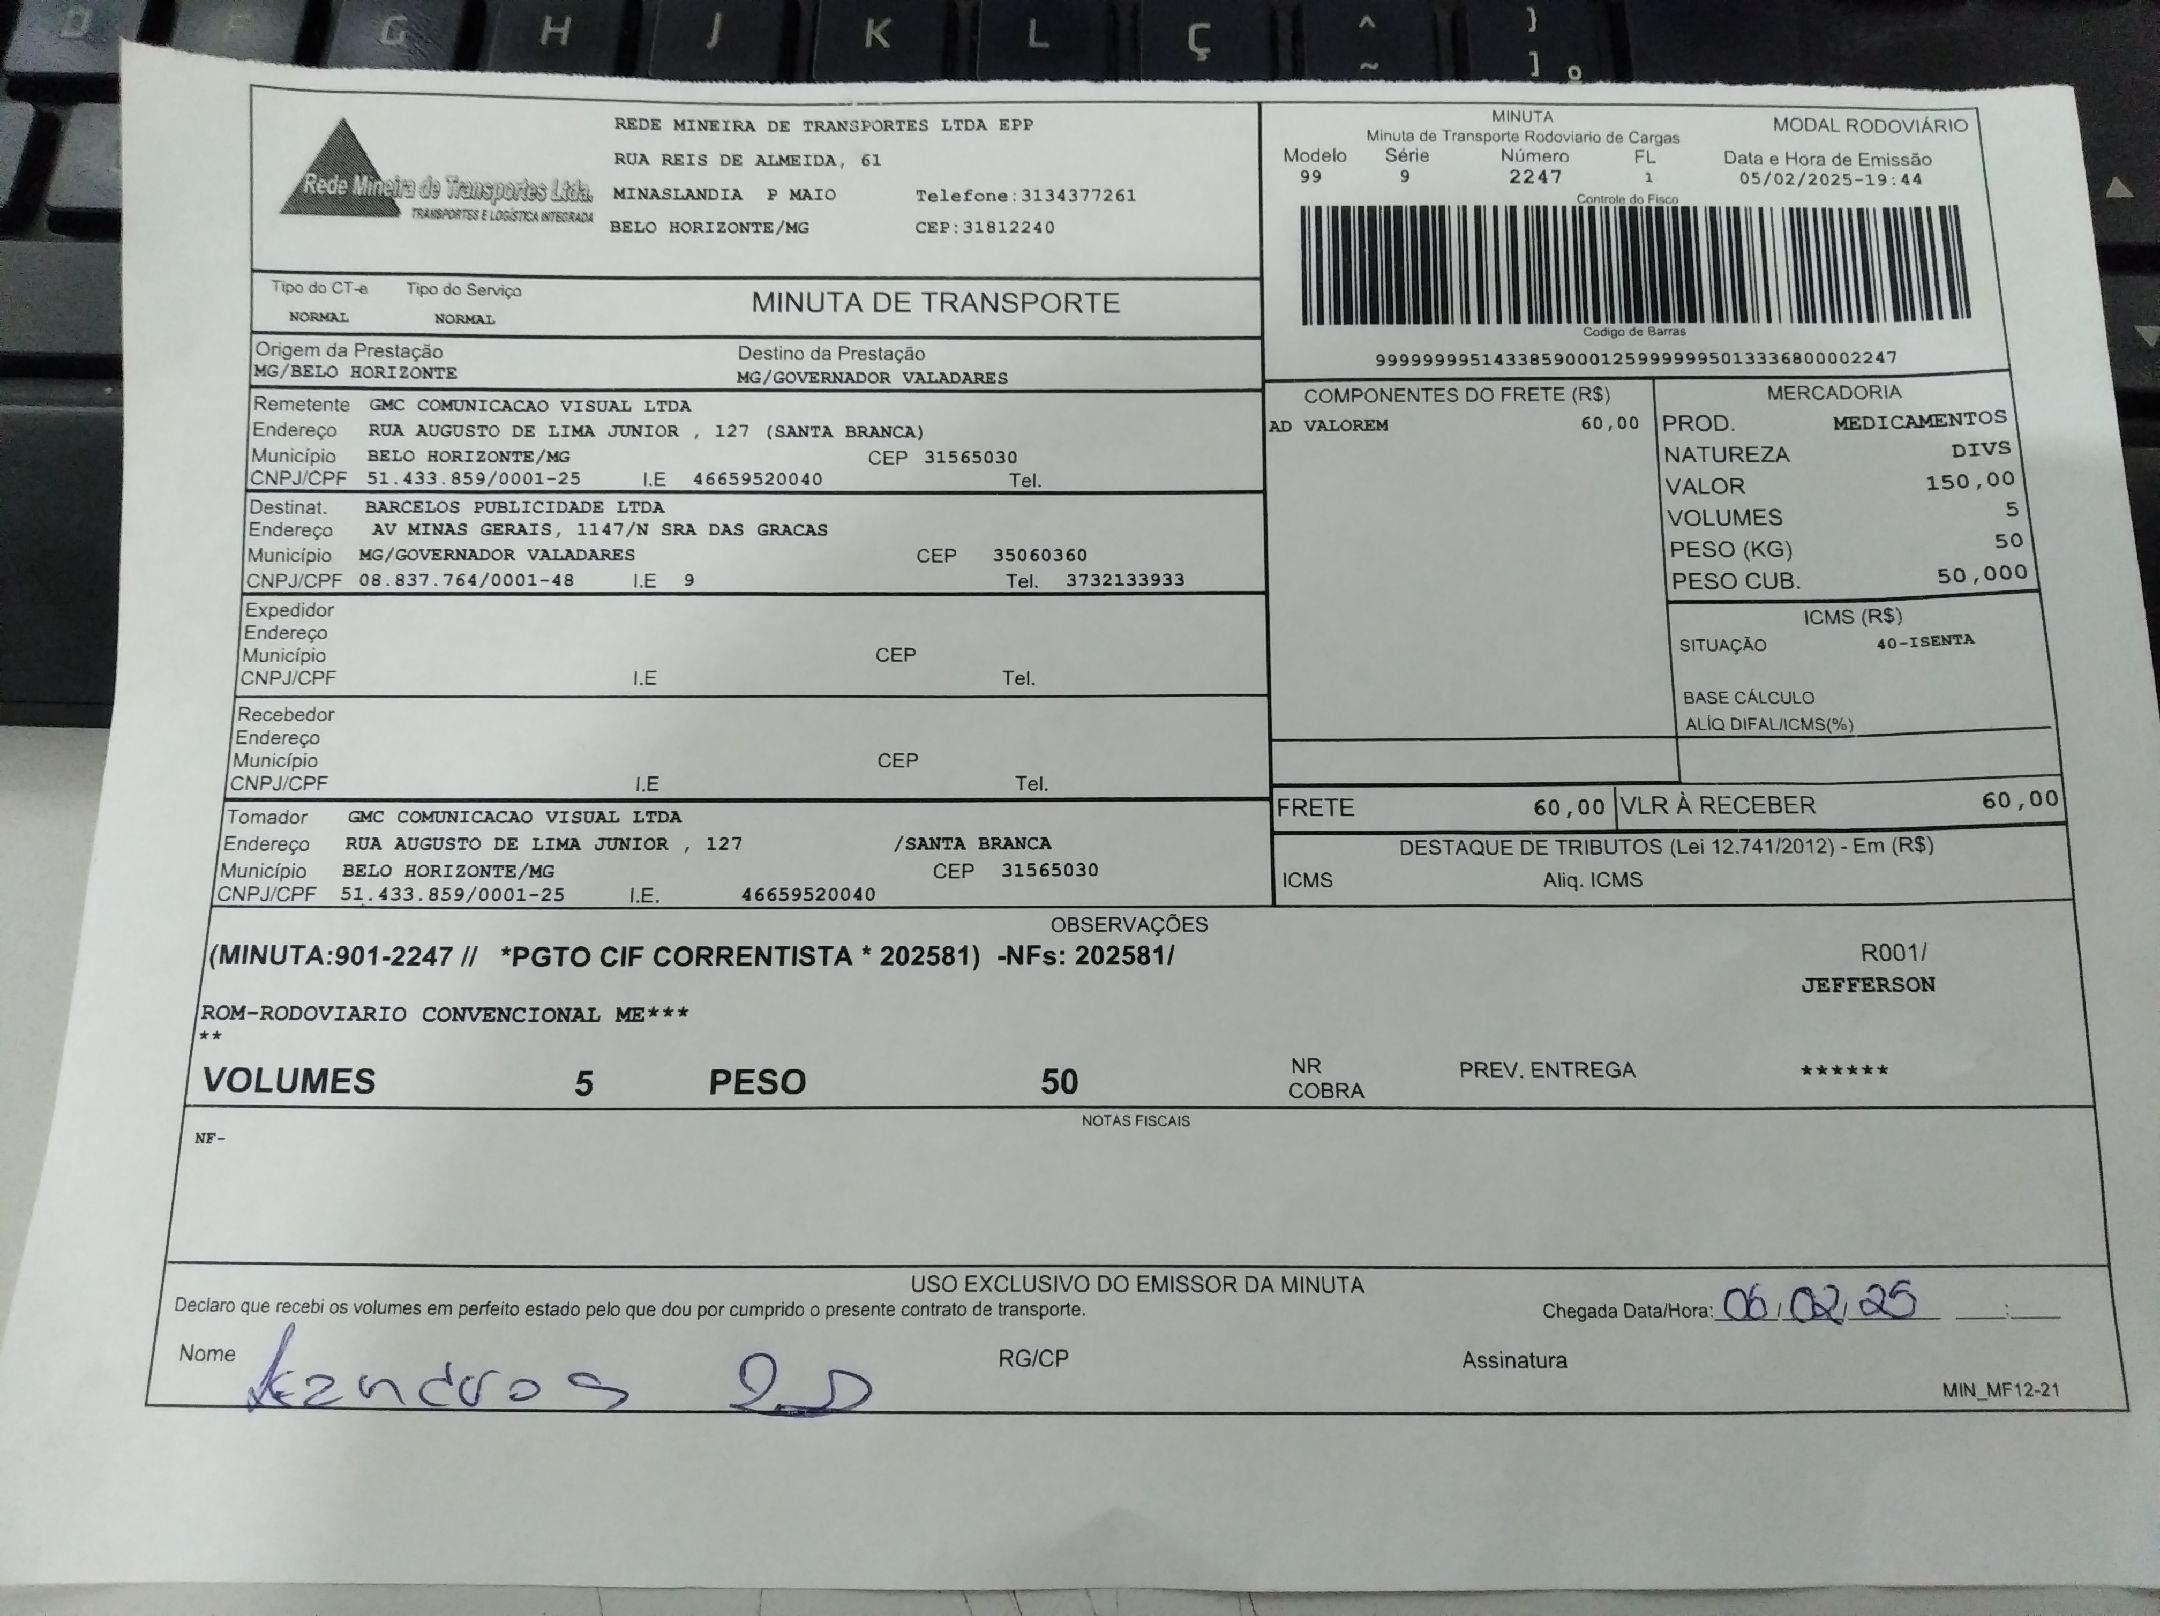 D F G H J K L Ç ^ ~ } ] º
Rede Mineira de Transportes Ltda.
TRANSPORTES E LOGÍSTICA INTEGRADA
REDE MINEIRA DE TRANSPORTES LTDA EPP
RUA REIS DE ALMEIDA, 61
MINASLANDIA P MAIO Telefone:3134377261
BELO HORIZONTE/MG CEP:31812240
MINUTA MODAL RODOVIÁRIO
Minuta de Transporte Rodoviario de Cargas
Modelo Série Número FL Data e Hora de Emissão
99 9 2247 1 05/02/2025-19:44
Controle do Fisco
Codigo de Barras
99999999514338590001259999995013336800002247
Tipo do CT-e Tipo do Serviço
NORMAL NORMAL
MINUTA DE TRANSPORTE
Origem da Prestação Destino da Prestação
MG/BELO HORIZONTE MG/GOVERNADOR VALADARES
Remetente GMC COMUNICACAO VISUAL LTDA
Endereço RUA AUGUSTO DE LIMA JUNIOR , 127 (SANTA BRANCA)
Município BELO HORIZONTE/MG CEP 31565030
CNPJ/CPF 51.433.859/0001-25 I.E 46659520040 Tel.
Destinat. BARCELOS PUBLICIDADE LTDA
Endereço AV MINAS GERAIS, 1147/N SRA DAS GRACAS
Município MG/GOVERNADOR VALADARES CEP 35060360
CNPJ/CPF 08.837.764/0001-48 I.E 9 Tel. 3732133933
Expedidor
Endereço
Município CEP
CNPJ/CPF I.E Tel.
Recebedor
Endereço
Município CEP
CNPJ/CPF I.E Tel.
Tomador GMC COMUNICACAO VISUAL LTDA
Endereço RUA AUGUSTO DE LIMA JUNIOR , 127 /SANTA BRANCA
Município BELO HORIZONTE/MG CEP 31565030
CNPJ/CPF 51.433.859/0001-25 I.E. 46659520040
COMPONENTES DO FRETE (R$)
AD VALOREM 60,00
MERCADORIA
PROD. MEDICAMENTOS
NATUREZA DIVS
VALOR 150,00
VOLUMES 5
PESO (KG) 50
PESO CUB. 50,000
ICMS (R$)
SITUAÇÃO 40-ISENTA
BASE CÁLCULO
ALÍQ DIFAL/ICMS(%)
FRETE 60,00 VLR À RECEBER 60,00
DESTAQUE DE TRIBUTOS (Lei 12.741/2012) - Em (R$)
ICMS Aliq. ICMS
OBSERVAÇÕES
(MINUTA:901-2247 // *PGTO CIF CORRENTISTA * 202581) -NFs: 202581/ R001/
JEFFERSON
ROM-RODOVIARIO CONVENCIONAL ME***
**
VOLUMES 5 PESO 50 NR COBRA PREV. ENTREGA ******
NOTAS FISCAIS
NF-
USO EXCLUSIVO DO EMISSOR DA MINUTA
Declaro que recebi os volumes em perfeito estado pelo que dou por cumprido o presente contrato de transporte. Chegada Data/Hora: 06/02/25 __:__
Nome RG/CP Assinatura
MIN_MF12-21